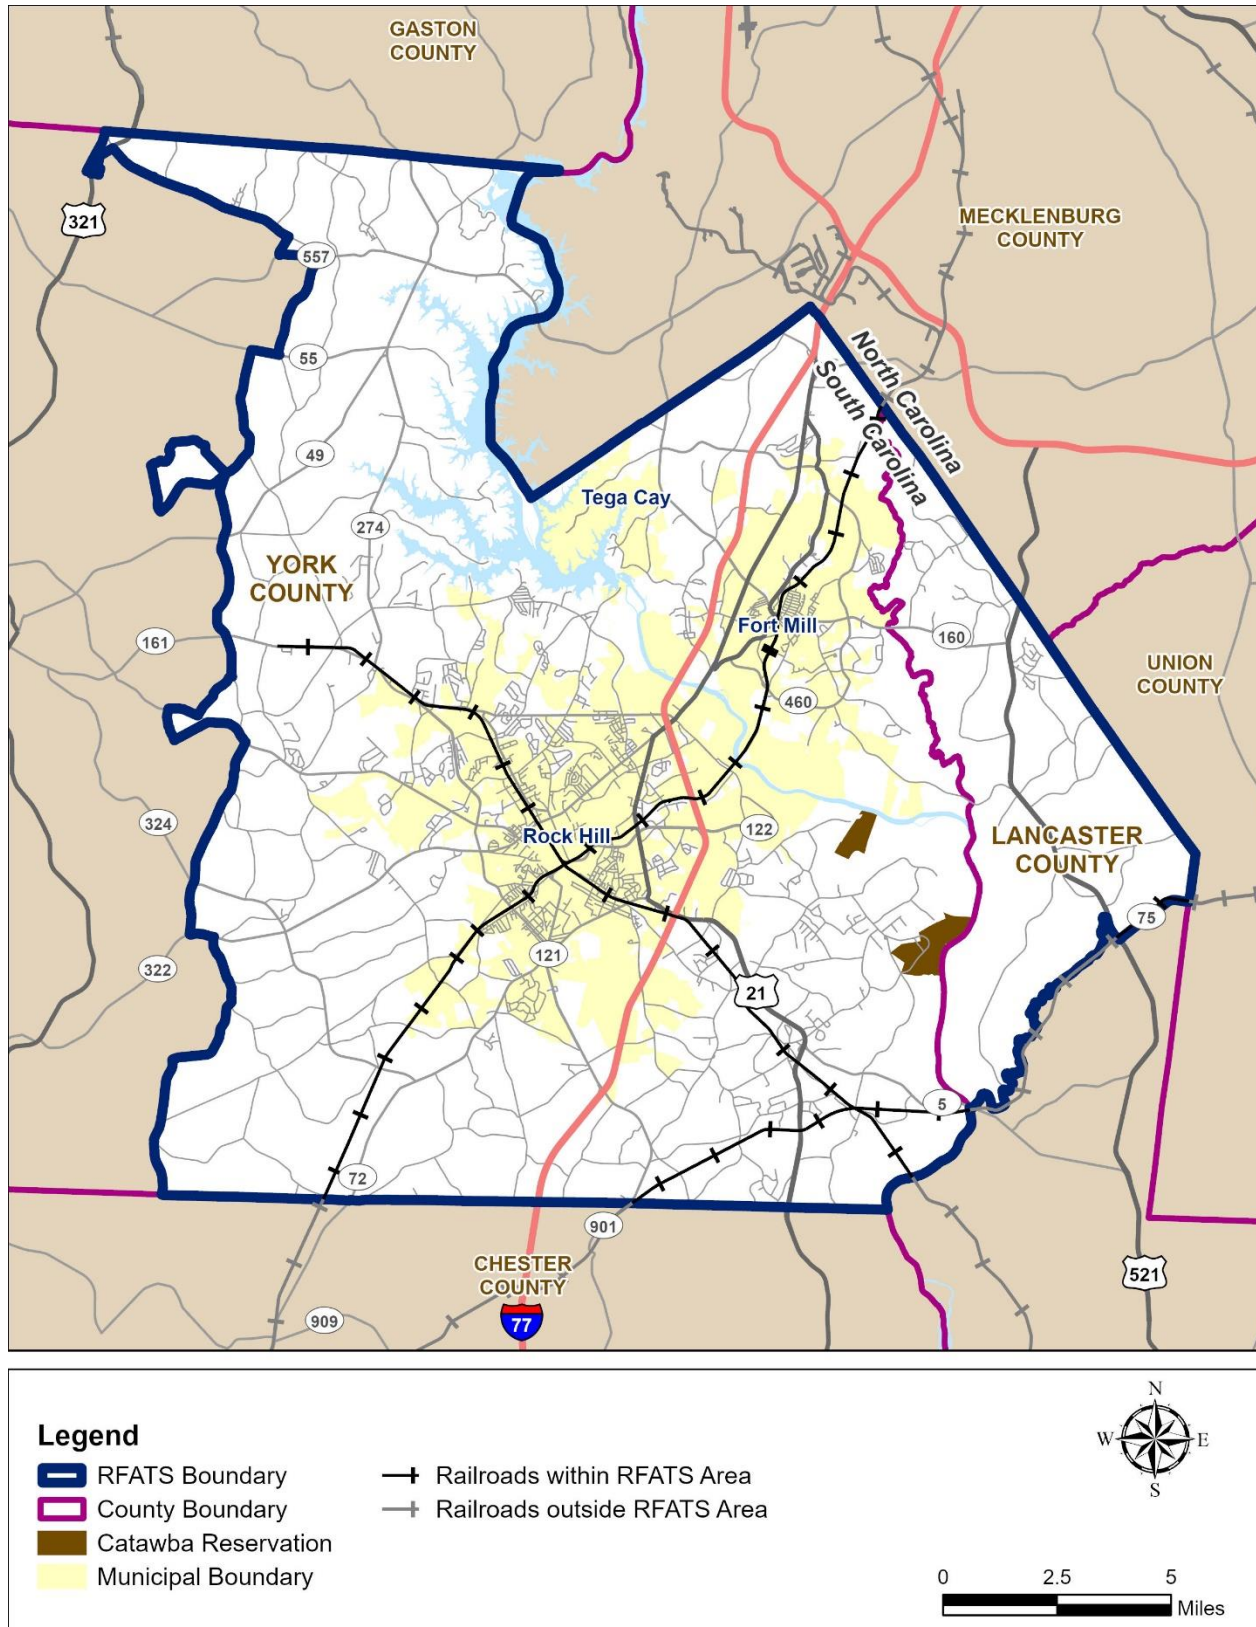 GASTON
COUNTY
321
MECKLENBURG
COUNTY
557
North Carolina
South Carolina
55
49
Tega Cay
274
YORK
COUNTY
Fort Mill
161
160
UNION
COUNTY
460
324
Rock Hill
122
LANCASTER
COUNTY
75
121
322
21
5
72
901
CHESTER
COUNTY
521
77
909
Legend
RFATS Boundary
County Boundary
Catawba Reservation
Municipal Boundary
Railroads within RFATS Area
Railroads outside RFATS Area
N
W E
S
0 2.5 5
Miles